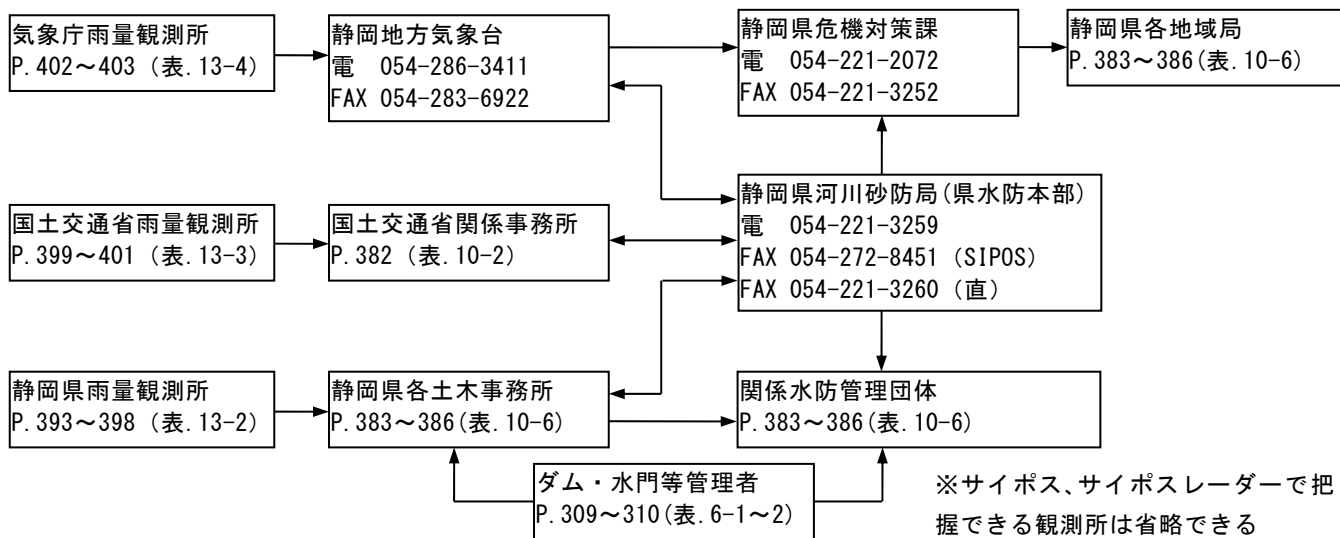 気象庁雨量観測所
P.402～403 (表.13-4)
静岡地方気象台
電 054-286-3411
FAX 054-283-6922
静岡県危機対策課
電 054-221-2072
FAX 054-221-3252
静岡県各地域局
P.383～386(表.10-6)
国土交通省雨量観測所
P.399～401 (表.13-3)
国土交通省関係事務所
P.382 (表.10-2)
静岡県河川砂防局(県水防本部)
電 054-221-3259
FAX 054-272-8451 (SIPOS)
FAX 054-221-3260 (直)
静岡県雨量観測所
P.393～398 (表.13-2)
静岡県各土木事務所
P.383～386(表.10-6)
関係水防管理団体
P.383～386(表.10-6)
ダム・水門等管理者
P.309～310(表.6-1～2)
※サイポス、サイポスレーダーで把
握できる観測所は省略できる